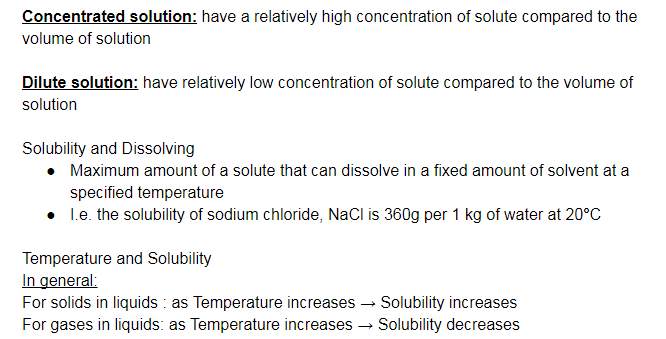 Concentrated solution: have a relatively high concentration of solute compared to the
volume of solution
Dilute solution: have relatively low concentration of solute compared to the volume of
solution
Solubility and Dissolving
● Maximum amount of a solute that can dissolve in a fixed amount of solvent at a
specified temperature
● I.e. the solubility of sodium chloride, NaCl is 360g per 1 kg of water at 20°C
Temperature and Solubility
In general:
For solids in liquids : as Temperature increases → Solubility increases
For gases in liquids: as Temperature increases → Solubility decreases